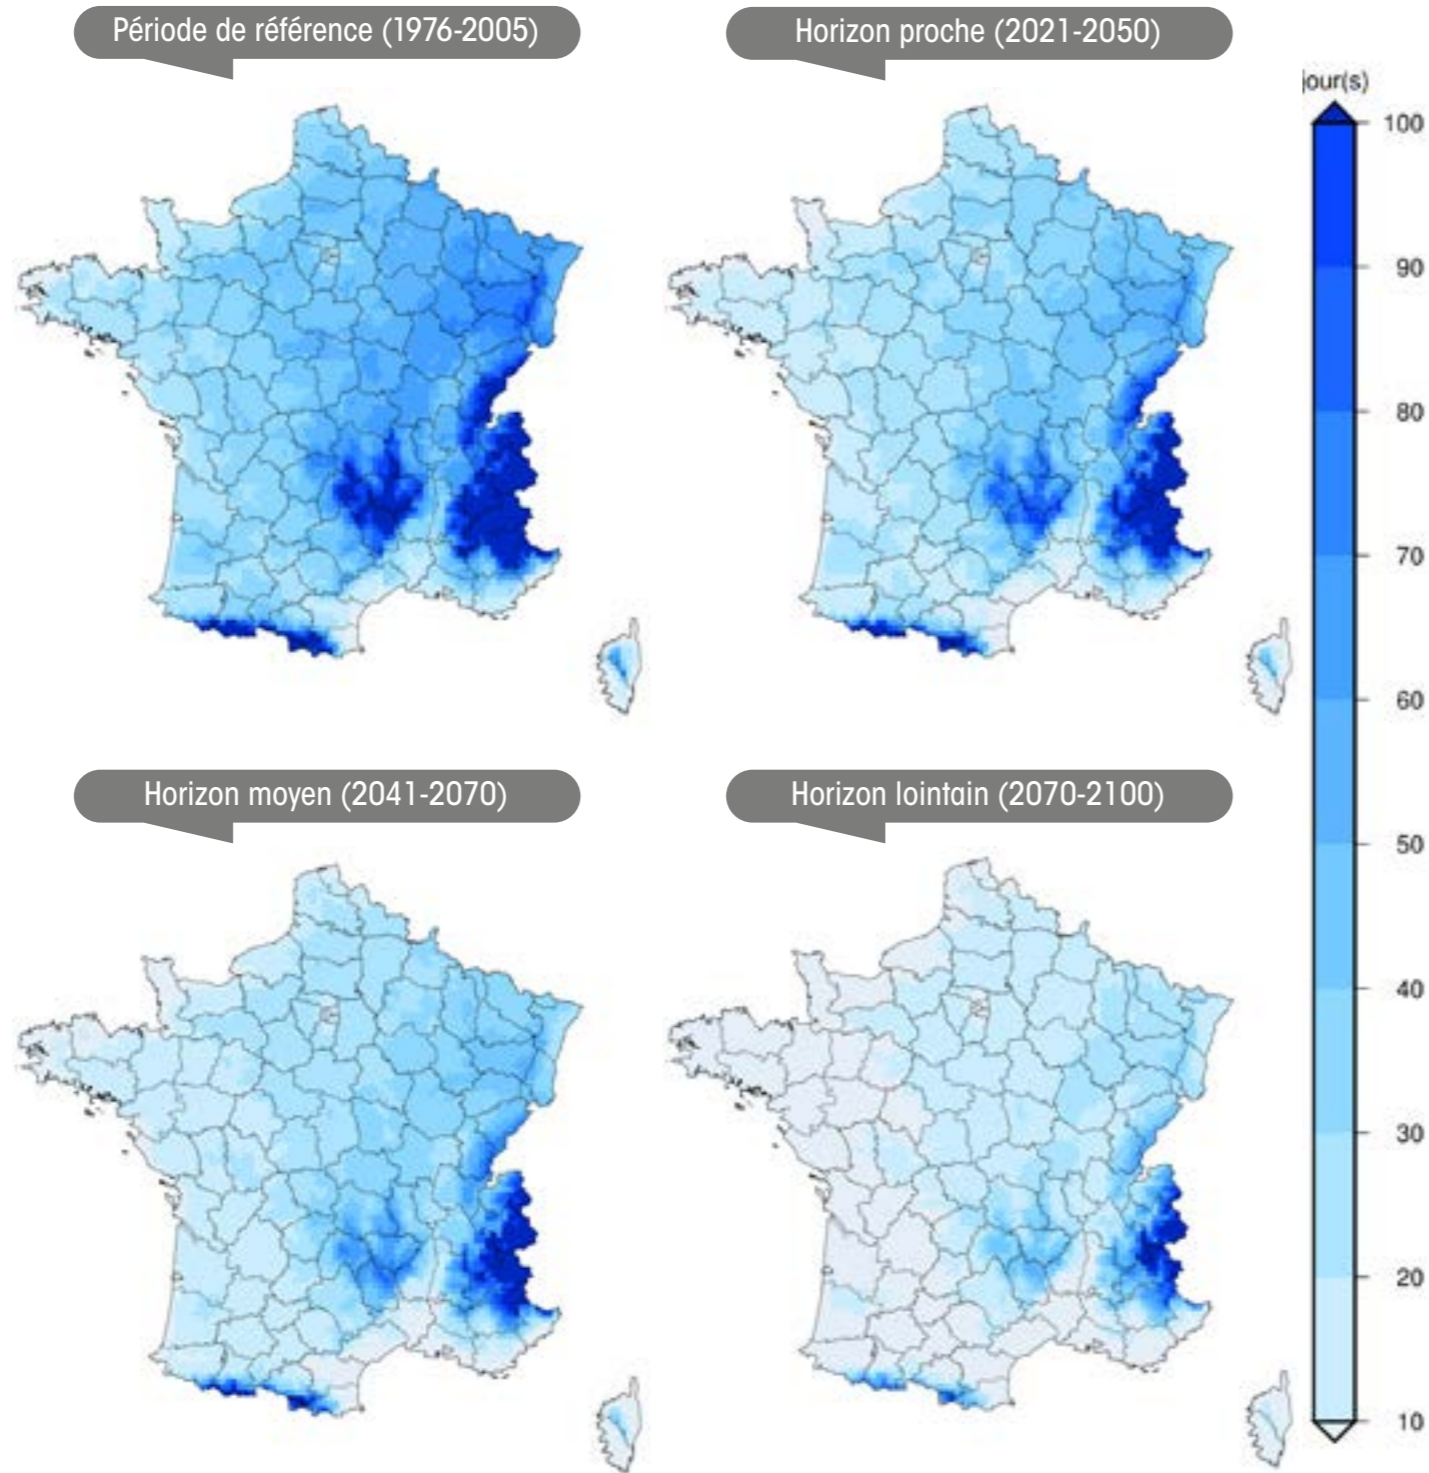 Période de référence (1976-2005)
Horizon proche (2021-2050)
jour(s)
100
90
80
70
60
50
40
30
20
10
Horizon moyen (2041-2070)
Horizon lointain (2070-2100)